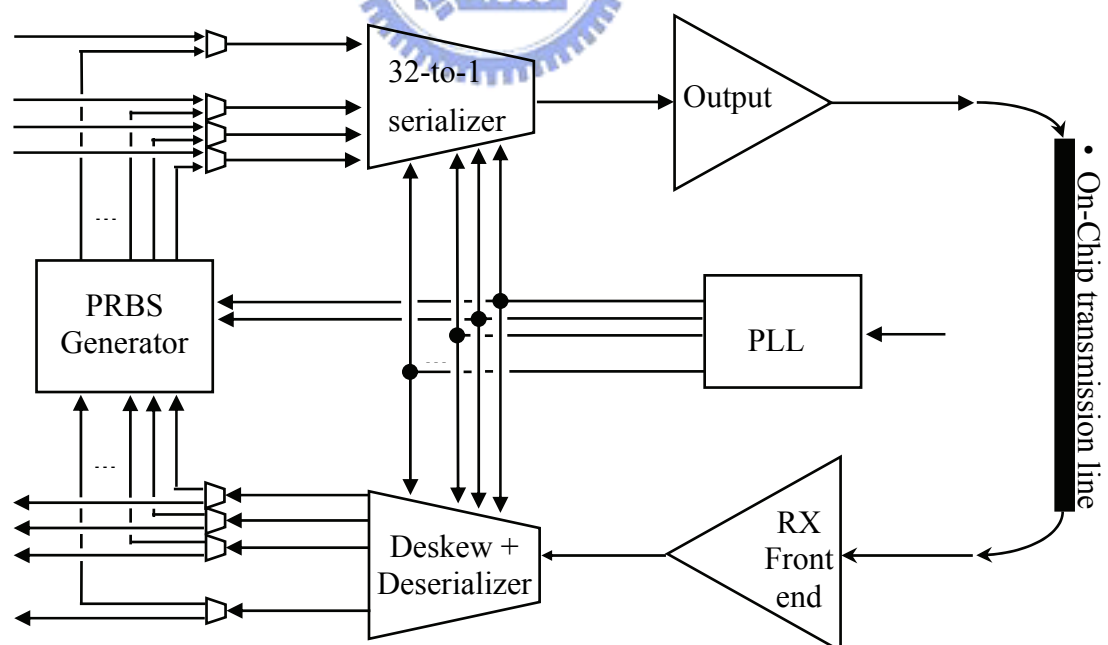 32-to-1
serializer
Output
• On-Chip transmission line
---
PRBS
Generator
PLL
---
---
Deskew +
Deserializer
RX
Front
end